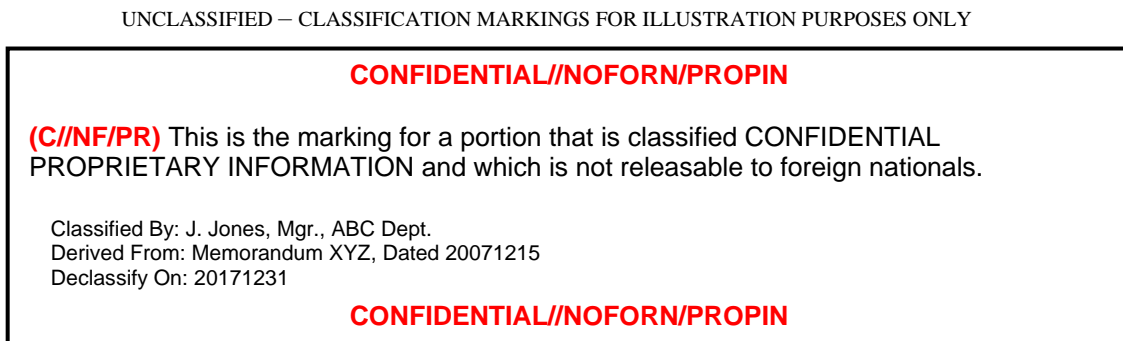 UNCLASSIFIED – CLASSIFICATION MARKINGS FOR ILLUSTRATION PURPOSES ONLY
CONFIDENTIAL//NOFORN/PROPIN
(C//NF/PR) This is the marking for a portion that is classified CONFIDENTIAL
PROPRIETARY INFORMATION and which is not releasable to foreign nationals.
Classified By: J. Jones, Mgr., ABC Dept.
Derived From: Memorandum XYZ, Dated 20071215
Declassify On: 20171231
CONFIDENTIAL//NOFORN/PROPIN